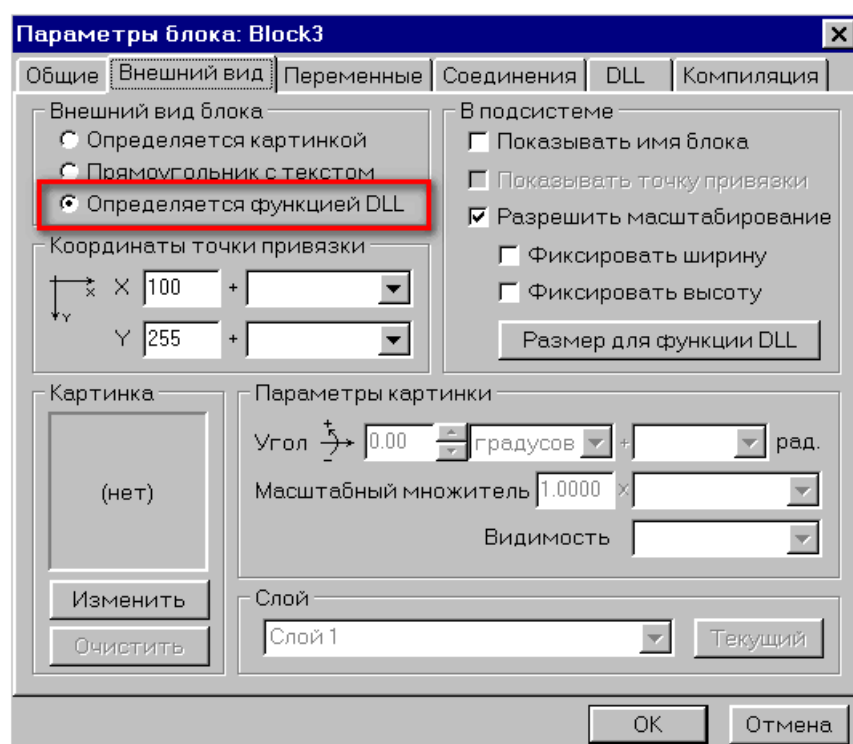 Параметры блока: Block3
Общие Внешний вид Переменные Соединения DLL Компиляция
Внешний вид блока
Определяется картинкой
Прямоугольник с текстом
Определяется функцией DLL
В подсистеме
Показывать имя блока
Показывать точку привязки
Разрешить масштабирование
Фиксировать ширину
Фиксировать высоту
Размер для функции DLL
Координаты точки привязки
X 100 +
Y 255 +
x
Y
Картинка
(нет)
Изменить
Очистить
Параметры картинки
Угол + - 0.00 градусов + рад.
Масштабный множитель 1.0000 x
Видимость
Слой
Слой 1 Текущий
OK Отмена